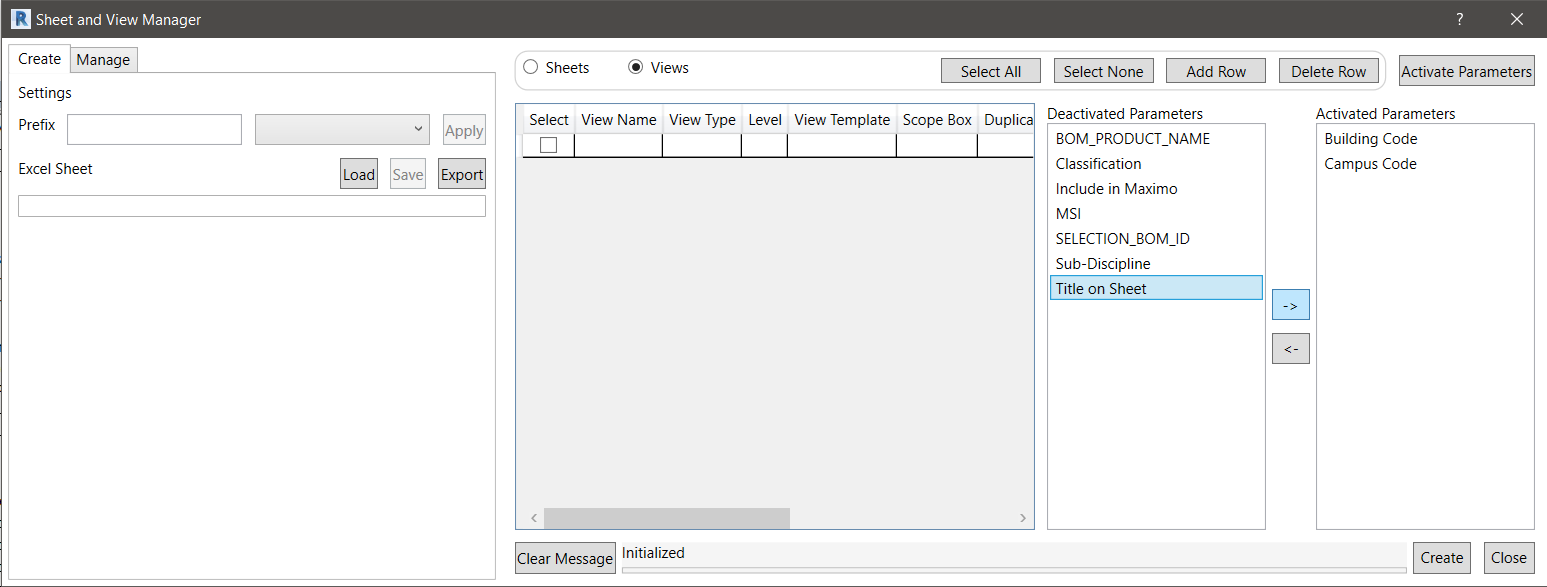 R Sheet and View Manager ?
Create Manage
Settings
Prefix Apply
Excel Sheet Load Save Export
Sheets Views Select All Select None Add Row Delete Row Activate Parameters
Select View Name View Type Level View Template Scope Box Duplica
Deactivated Parameters
BOM_PRODUCT_NAME
Classification
Include in Maximo
MSI
SELECTION_BOM_ID
Sub-Discipline
Title on Sheet
->
<-
Activated Parameters
Building Code
Campus Code
Clear Message Initialized Create Close